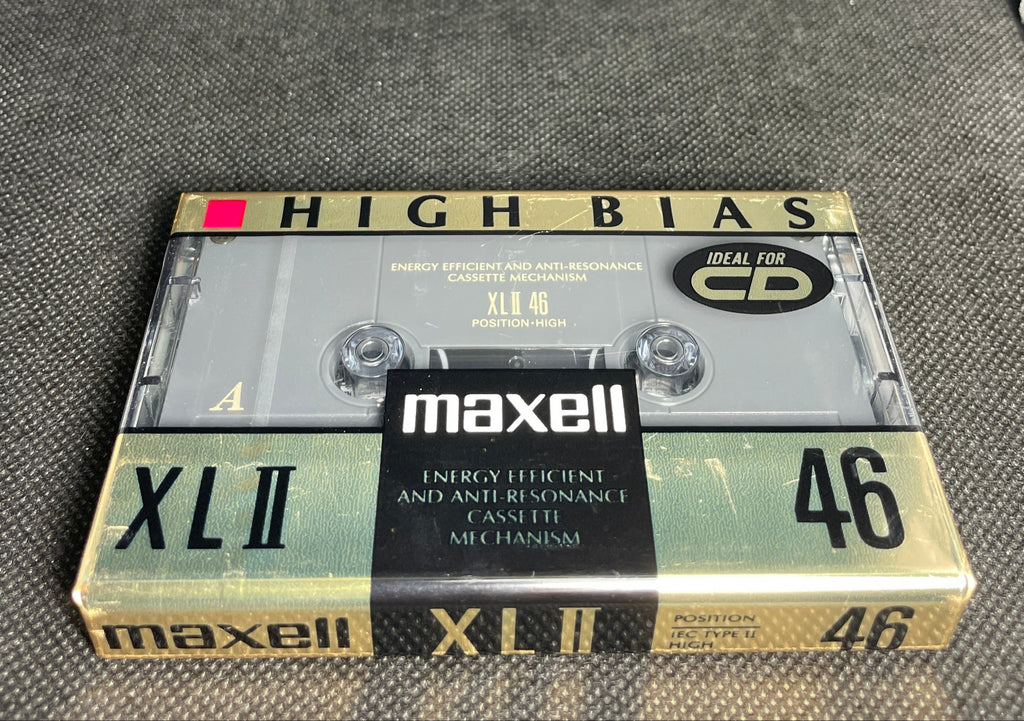 HIGH BIAS
IDEAL FOR
CD
ENERGY EFFICIENT AND ANTI-RESONANCE
CASSETTE MECHANISM
XLII 46
POSITION·HIGH
A
maxell
XLII
ENERGY EFFICIENT
AND ANTI-RESONANCE
CASSETTE
MECHANISM
46
maxell
XLII
POSITION
IEC TYPE II
HIGH
46